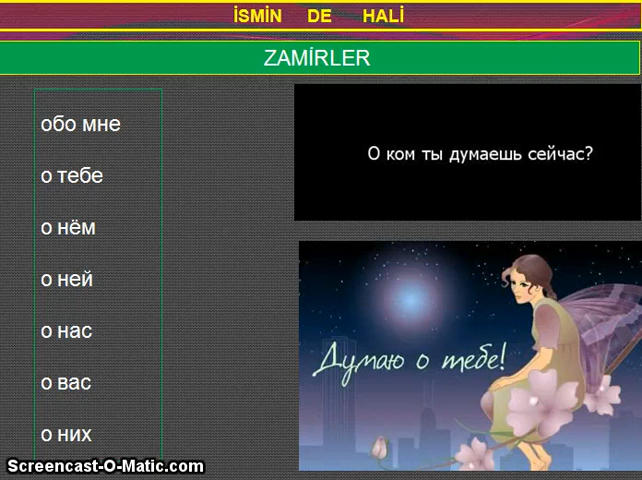 İSMİN DE HALİ
ZAMİRLER
обо мне
о тебе
о нём
о ней
о нас
о вас
о них
О ком ты думаешь сейчас?
Думаю о тебе!
Screencast-O-Matic.com